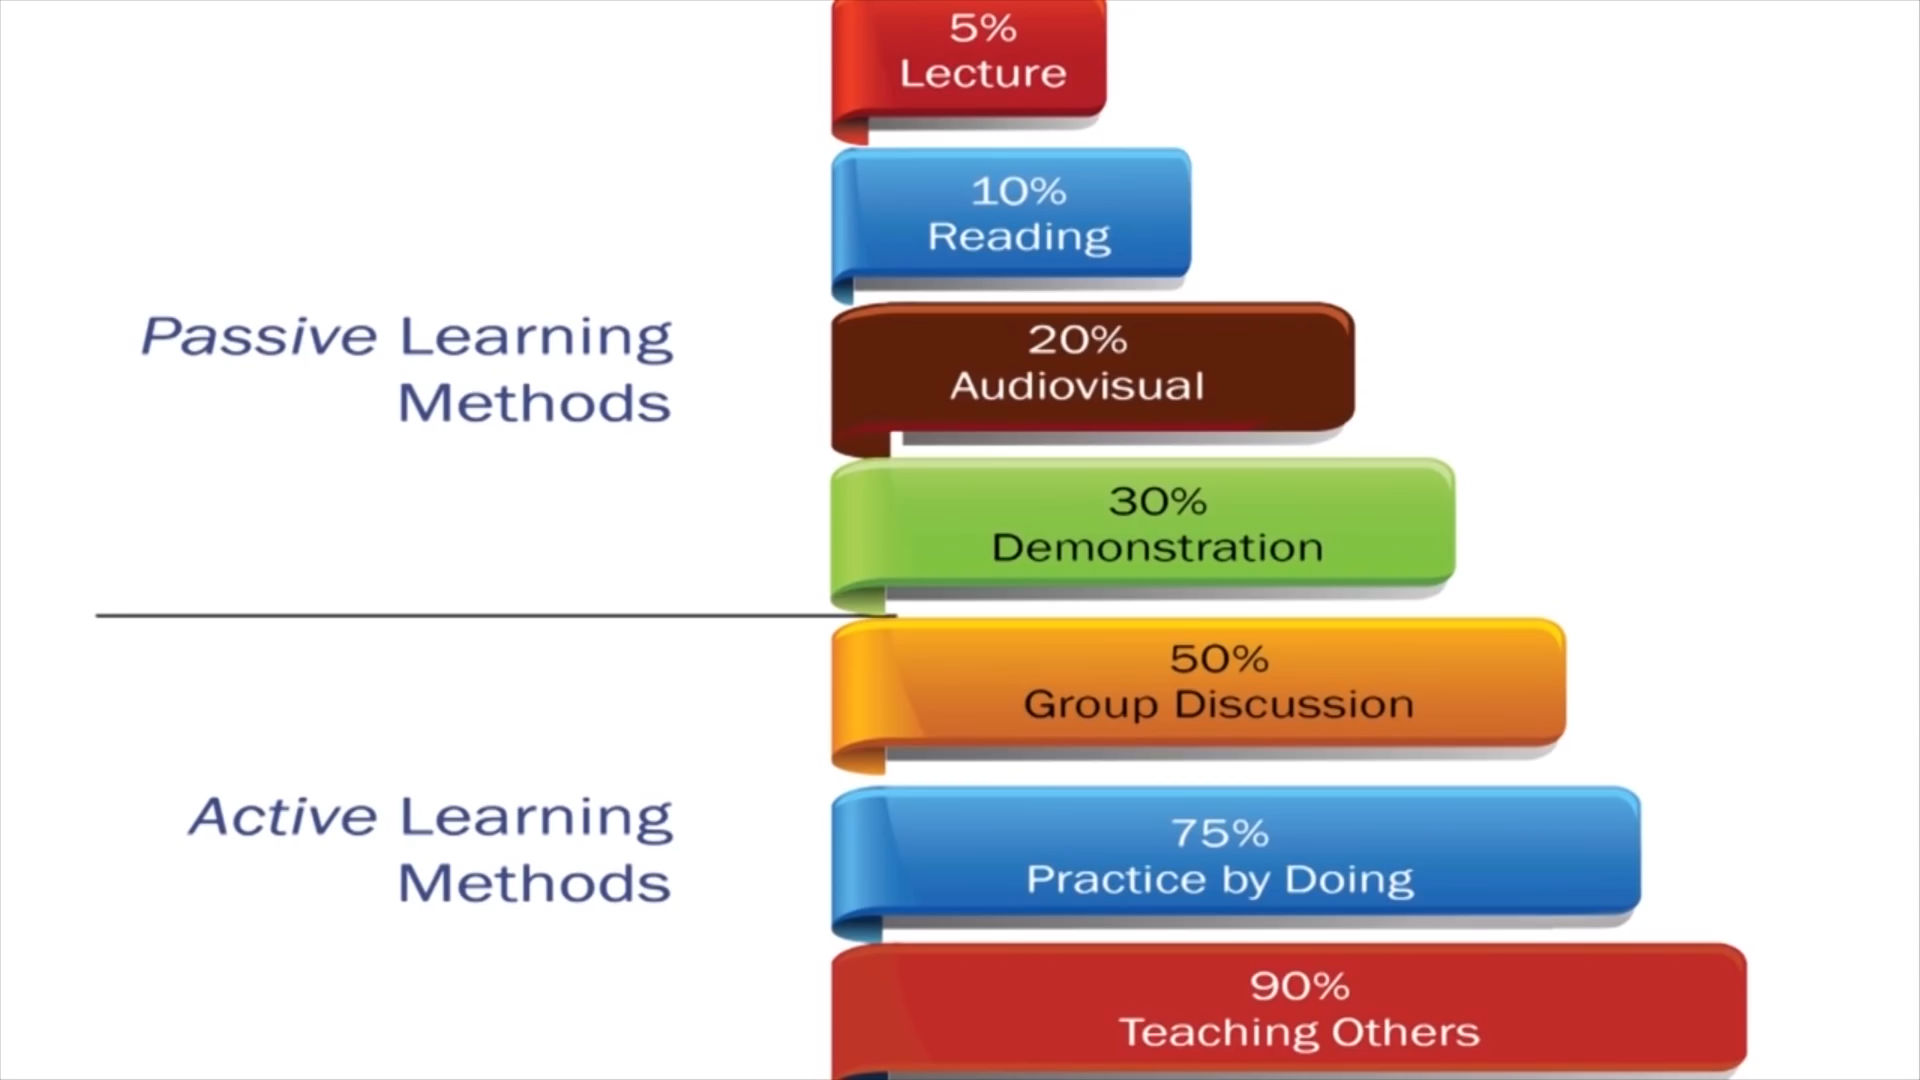 5%
Lecture
10%
Reading
Passive Learning
Methods
20%
Audiovisual
30%
Demonstration
50%
Group Discussion
Active Learning
Methods
75%
Practice by Doing
90%
Teaching Others